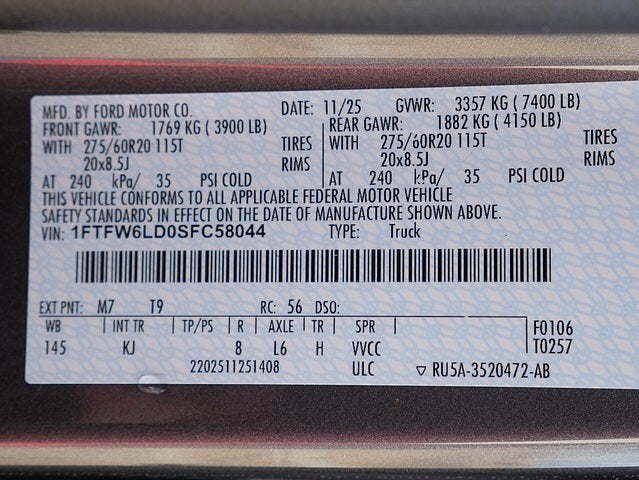 MFD. BY FORD MOTOR CO. DATE: 11/25 GVWR: 3357 KG ( 7400 LB)
FRONT GAWR: 1769 KG ( 3900 LB) REAR GAWR: 1882 KG ( 4150 LB)
WITH 275/60R20 115T TIRES WITH 275/60R20 115T TIRES
20x8.5J RIMS 20x8.5J RIMS
AT 240 kPa/ 35 PSI COLD AT 240 kPa/ 35 PSI COLD
THIS VEHICLE CONFORMS TO ALL APPLICABLE FEDERAL MOTOR VEHICLE
SAFETY STANDARDS IN EFFECT ON THE DATE OF MANUFACTURE SHOWN ABOVE.
VIN: 1FTFW6LD0SFC58044 TYPE: Truck
EXT PNT: M7 T9 RC: 56 DSO:
WB INT TR TP/PS R AXLE TR SPR F0106
145 KJ 8 L6 H VVCC T0257
2202511251408 ULC ▽ RU5A-3520472-AB